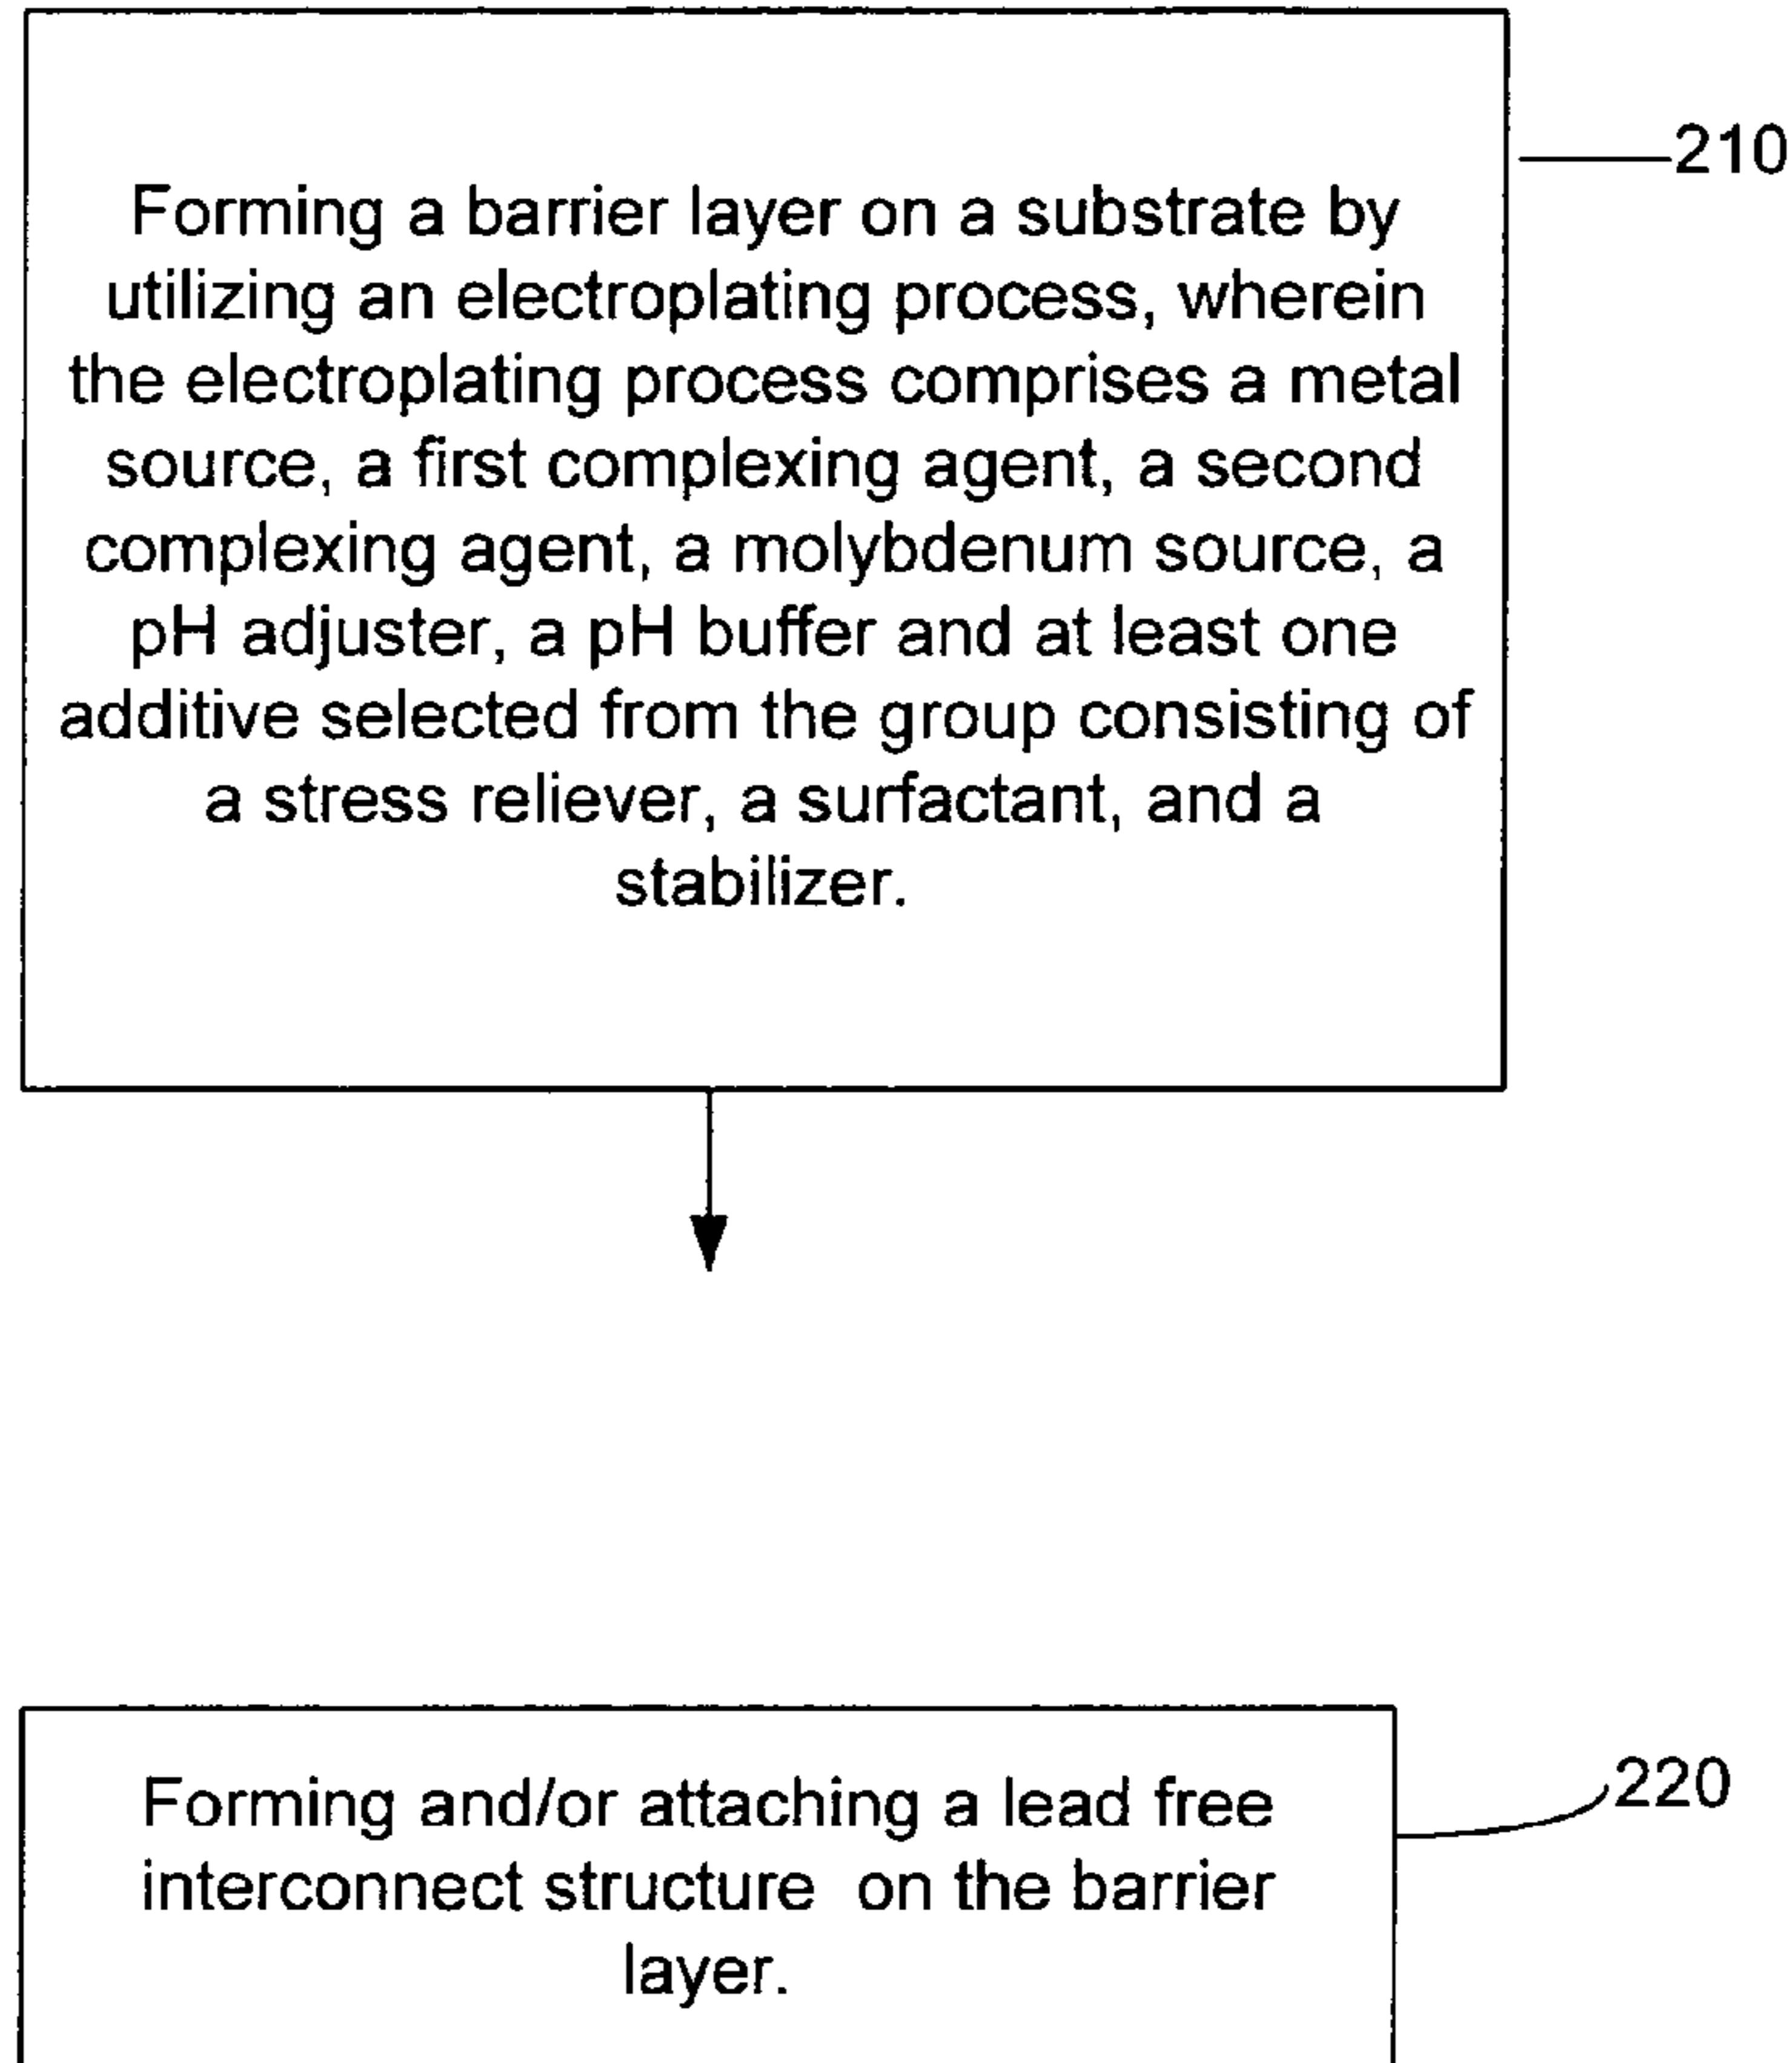 210
Forming a barrier layer on a substrate by
utilizing an electroplating process, wherein
the electroplating process comprises a metal
source, a first complexing agent, a second
complexing agent, a molybdenum source, a
pH adjuster, a pH buffer and at least one
additive selected from the group consisting of
a stress reliever, a surfactant, and a
stabilizer.
220
Forming and/or attaching a lead free
interconnect structure on the barrier
layer.